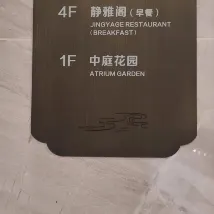 4F 静雅阁（早餐）
JINGYAGE RESTAURANT
(BREAKFAST)
1F 中庭花园
ATRIUM GARDEN